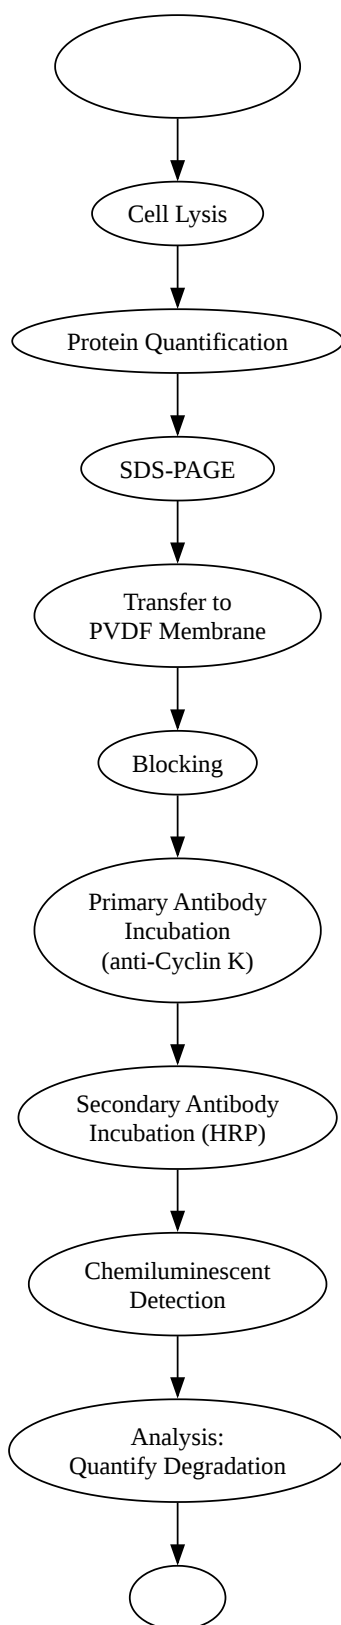 Cell Lysis
Protein Quantification
SDS-PAGE
Transfer to
PVDF Membrane
Blocking
Primary Antibody
Incubation
(anti-Cyclin K)
Secondary Antibody
Incubation (HRP)
Chemiluminescent
Detection
Analysis:
Quantify Degradation